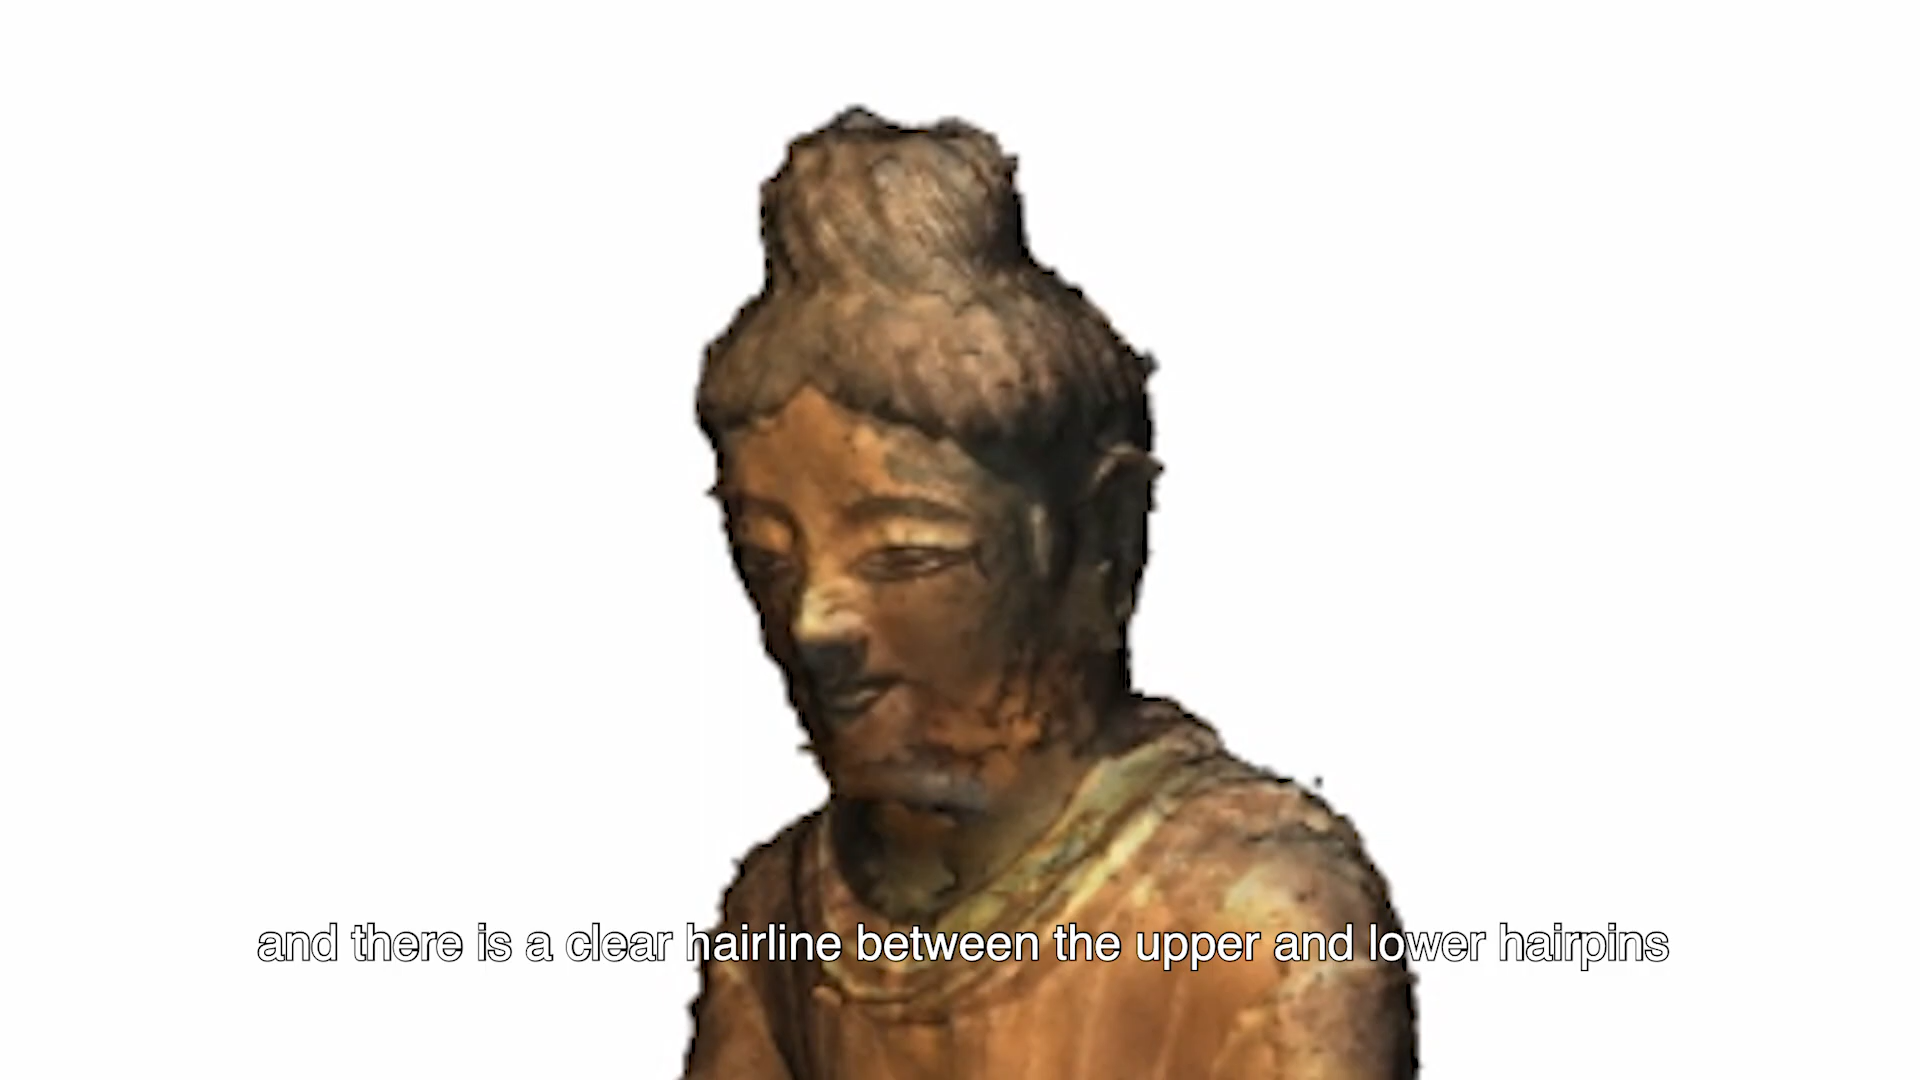 and there is a clear hairline between the upper and lower hairpins